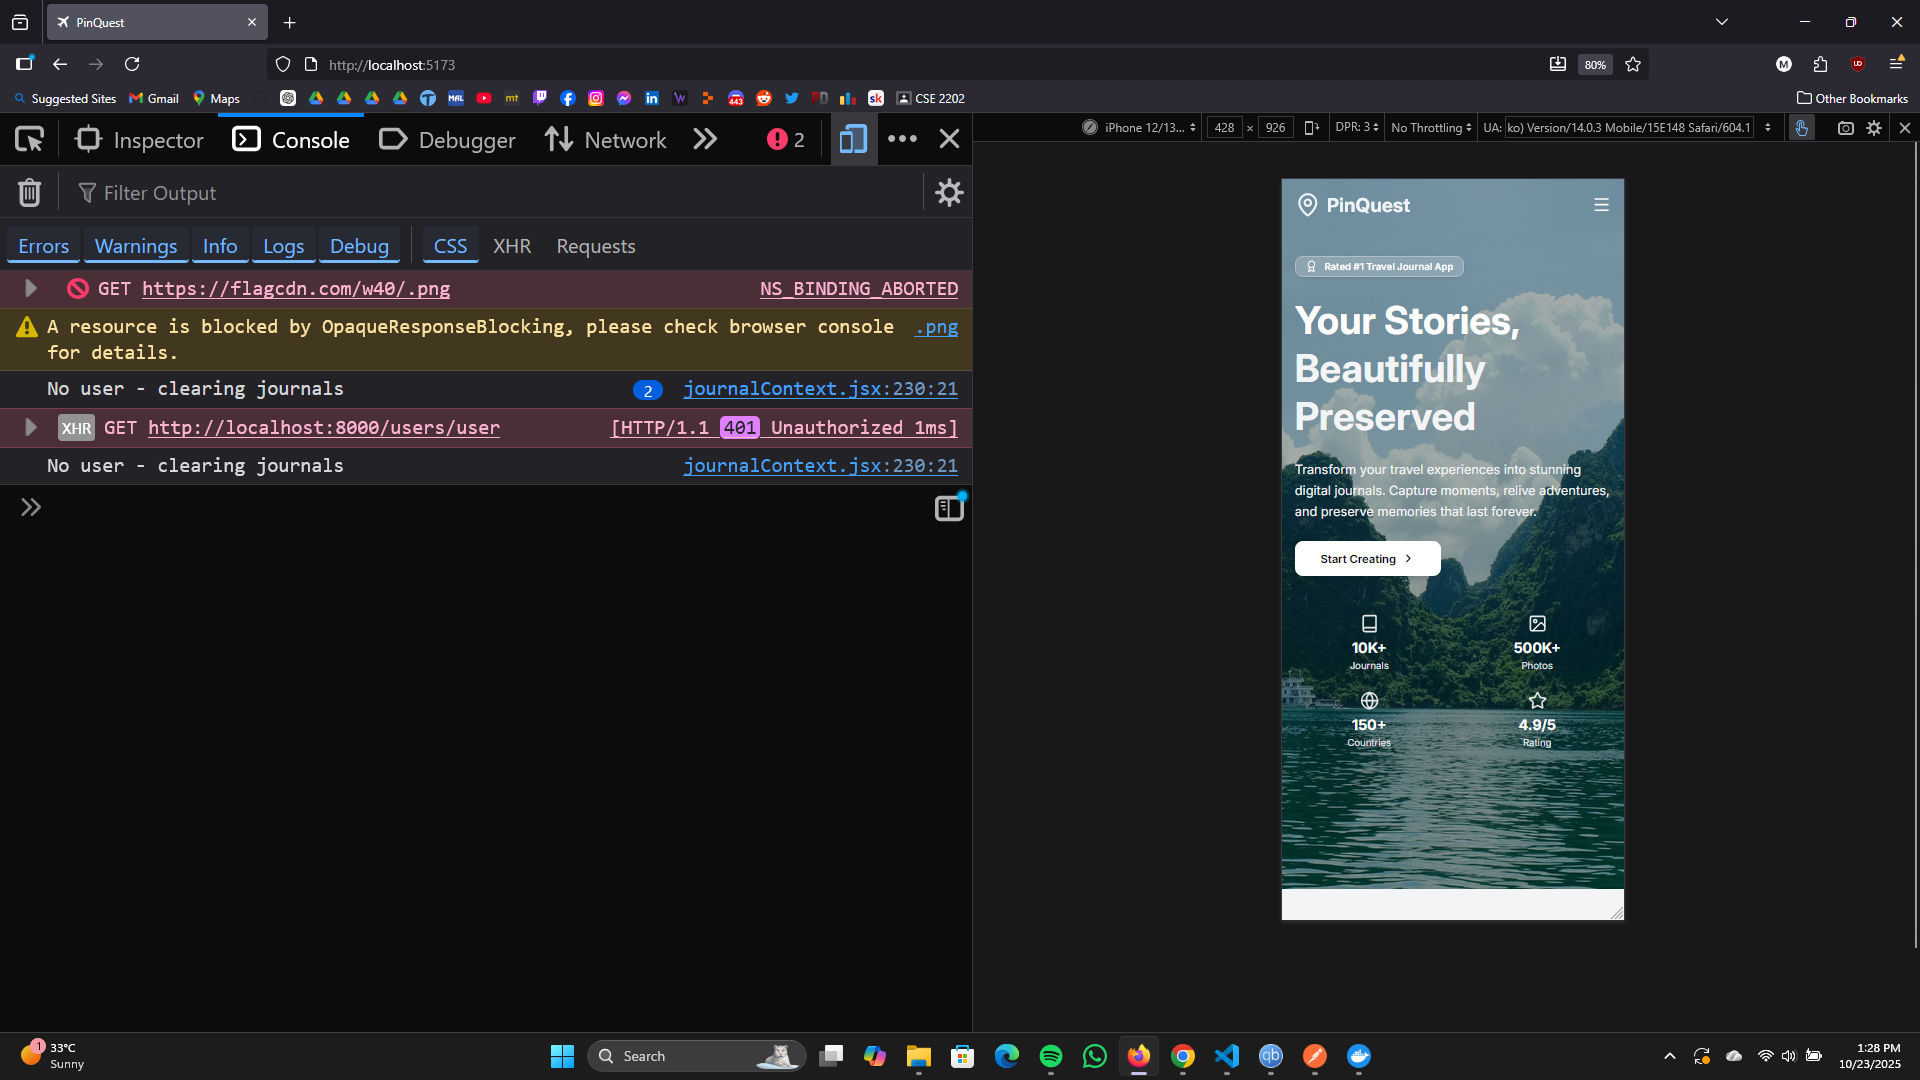 PinQuest
http://localhost:5173
80%
M
Suggested Sites
Gmail
Maps
MAL
mt
W
443
sk
CSE 2202
Other Bookmarks
Inspector
Console
Debugger
Network
2
iPhone 12/13...
428 × 926
DPR: 3
No Throttling
UA: ko) Version/14.0.3 Mobile/15E148 Safari/604.1
Filter Output
Errors
Warnings
Info
Logs
Debug
CSS
XHR
Requests
GET https://flagcdn.com/w40/.png NS_BINDING_ABORTED
A resource is blocked by OpaqueResponseBlocking, please check browser console .png
for details.
No user - clearing journals 2 journalContext.jsx:230:21
XHR GET http://localhost:8000/users/user [HTTP/1.1 401 Unauthorized 1ms]
No user - clearing journals journalContext.jsx:230:21
PinQuest
Rated #1 Travel Journal App
Your Stories,
Beautifully
Preserved
Transform your travel experiences into stunning
digital journals. Capture moments, relive adventures,
and preserve memories that last forever.
Start Creating
10K+
Journals
500K+
Photos
150+
Countries
4.9/5
Rating
1
33°C
Sunny
Search
qb
1:28 PM
10/23/2025